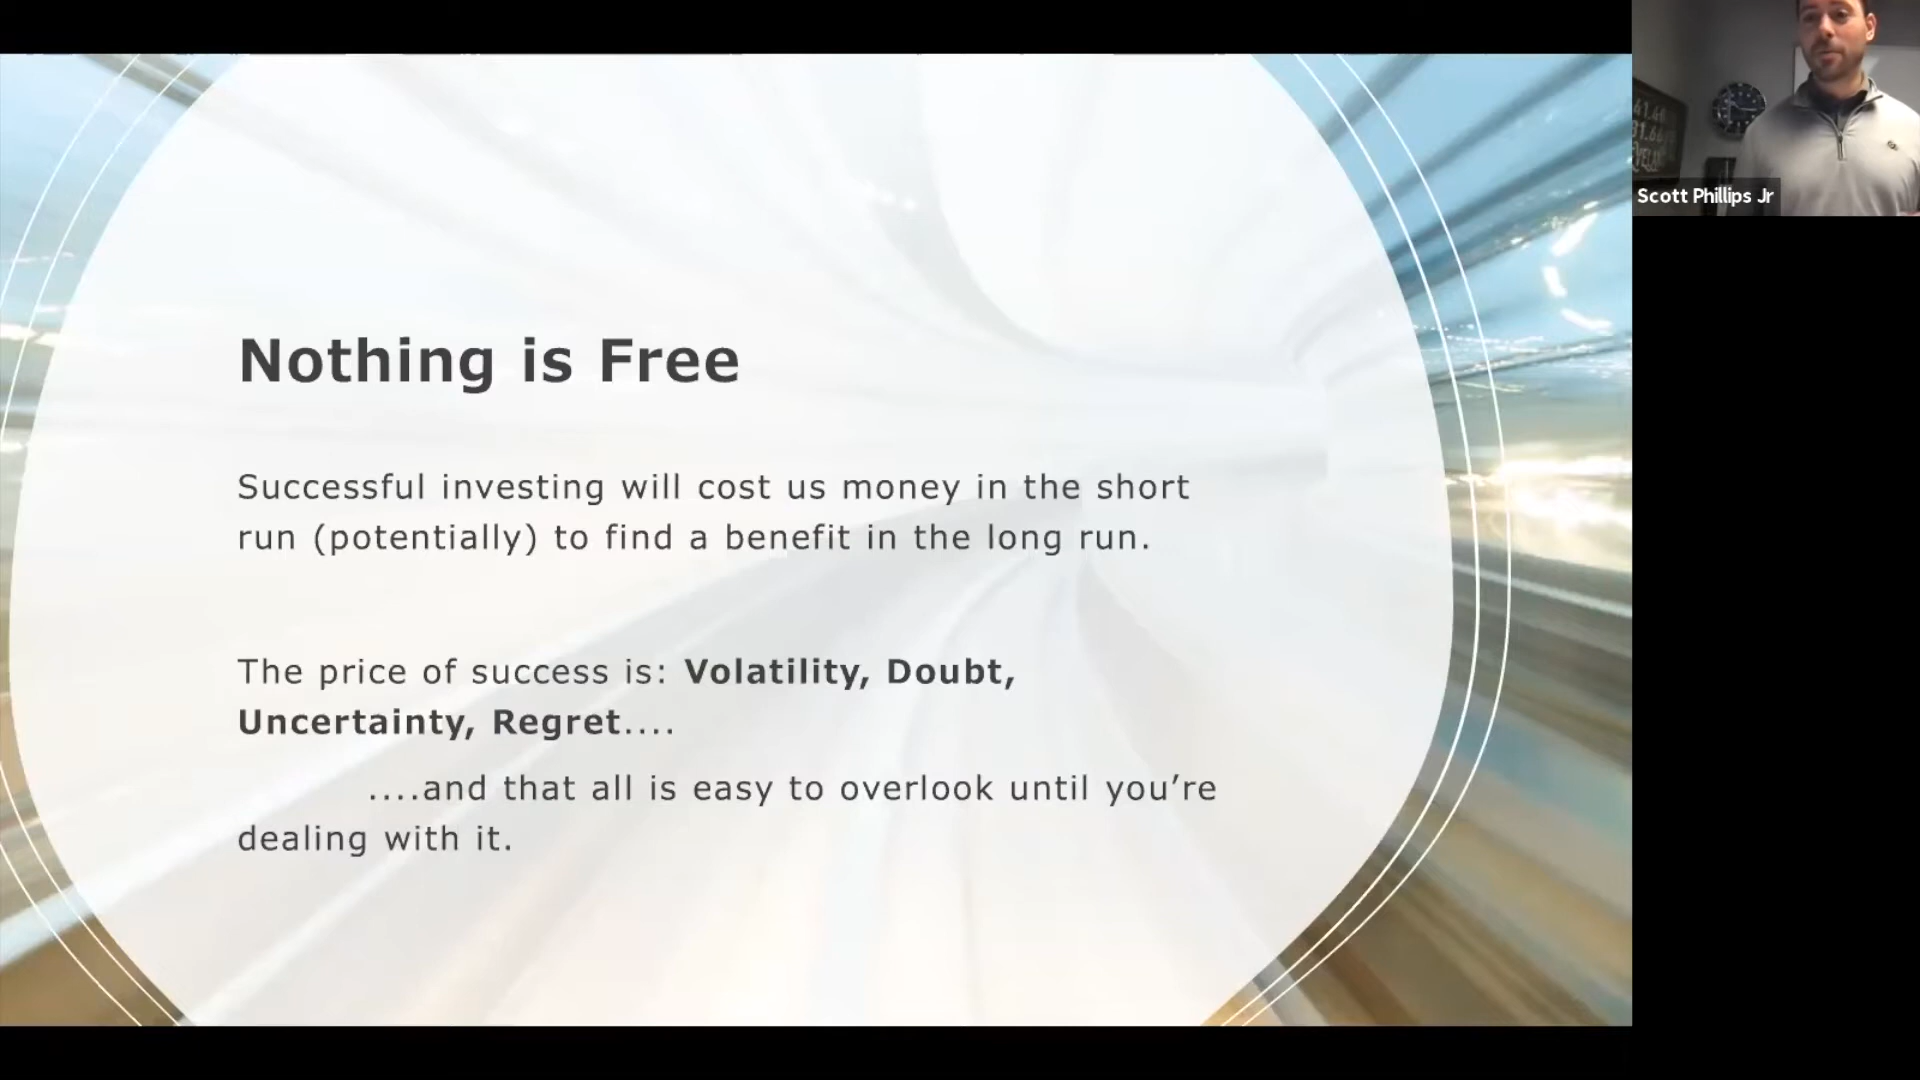 Nothing is Free
Successful investing will cost us money in the short
run (potentially) to find a benefit in the long run.
The price of success is: Volatility, Doubt,
Uncertainty, Regret....
....and that all is easy to overlook until you’re
dealing with it.
Scott Phillips Jr